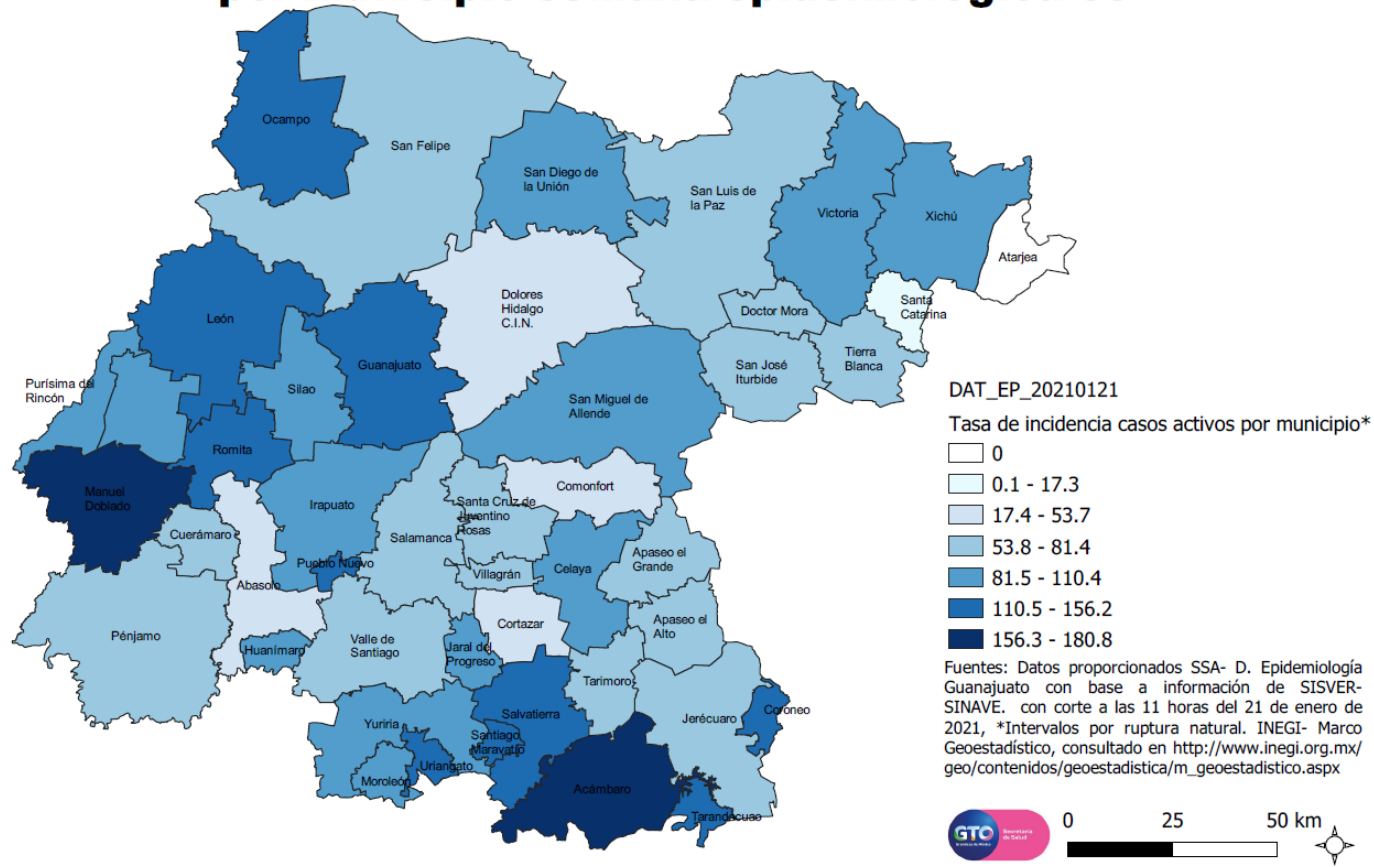 Ocampo
San Felipe
San Diego de
la Unión
San Luis de
la Paz
Victoria
Xichú
Atarjea
Dolores
Hidalgo
C.I.N.
Santa
Catarina
Doctor Mora
León
Guanajuato
Tierra
Blanca
San José
Iturbide
Purísima del
Rincón
Silao
San Miguel de
Allende
Romita
Manuel
Doblado
Comonfort
Irapuato
Santa Cruz de
Juventino
Rosas
Cuerámaro
Salamanca
Apaseo el
Grande
Pueblo Nuevo
Villagrán
Celaya
Abasolo
Cortazar
Apaseo el
Alto
Pénjamo
Valle de
Santiago
Huanímaro
Jaral del
Progreso
Tarimoro
Salvatierra
Jerécuaro
Coroneo
Yuriria
Santiago
Maravatío
Uriangato
Moroleón
Acámbaro
Tarandacuao
DAT_EP_20210121
Tasa de incidencia casos activos por municipio*
0
0.1 - 17.3
17.4 - 53.7
53.8 - 81.4
81.5 - 110.4
110.5 - 156.2
156.3 - 180.8
Fuentes: Datos proporcionados SSA- D. Epidemiología
Guanajuato con base a información de SISVER-
SINAVE. con corte a las 11 horas del 21 de enero de
2021, *Intervalos por ruptura natural. INEGI- Marco
Geoestadístico, consultado en http://www.inegi.org.mx/
geo/contenidos/geoestadistica/m_geoestadistico.aspx
GTO
Secretaría
de Salud
0 25 50 km